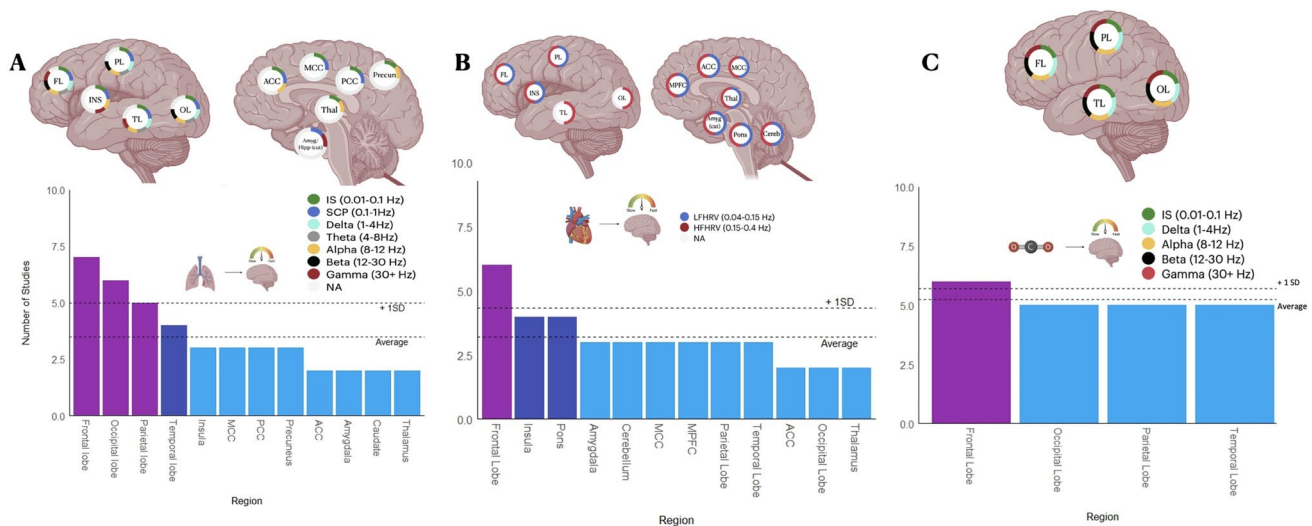 A
PL
FL
INS
TL
OL
MCC
ACC
PCC
Precun
Thal
Amyg/
Hipp (cut)
10.0
7.5
5.0
2.5
0.0
Number of Studies
IS (0.01-0.1 Hz)
SCP (0.1-1Hz)
Delta (1-4Hz)
Theta (4-8Hz)
Alpha (8-12 Hz)
Beta (12-30 Hz)
Gamma (30+ Hz)
NA
Slow
Fast
+ 1SD
Average
Frontal lobe
Occipital lobe
Parietal lobe
Temporal lobe
Insula
MCC
PCC
Precuneus
ACC
Amygdala
Caudate
Thalamus
Region
B
PL
FL
INS
TL
OL
ACC
MCC
MPFC
Thal
Amyg
(cut)
Pons
Cereb
10.0
7.5
5.0
2.5
0.0
Slow
Fast
LFHRV (0.04-0.15 Hz)
HFHRV (0.15-0.4 Hz)
NA
+ 1SD
Average
Frontal Lobe
Insula
Pons
Amygdala
Cerebellum
MCC
MPFC
Parietal Lobe
Temporal Lobe
ACC
Occipital Lobe
Thalamus
Region
C
PL
FL
TL
OL
10.0
7.5
5.0
2.5
0.0
O C O
Slow
Fast
IS (0.01-0.1 Hz)
Delta (1-4Hz)
Alpha (8-12 Hz)
Beta (12-30 Hz)
Gamma (30+ Hz)
+ 1 SD
Average
Frontal Lobe
Occipital Lobe
Parietal Lobe
Temporal Lobe
Region